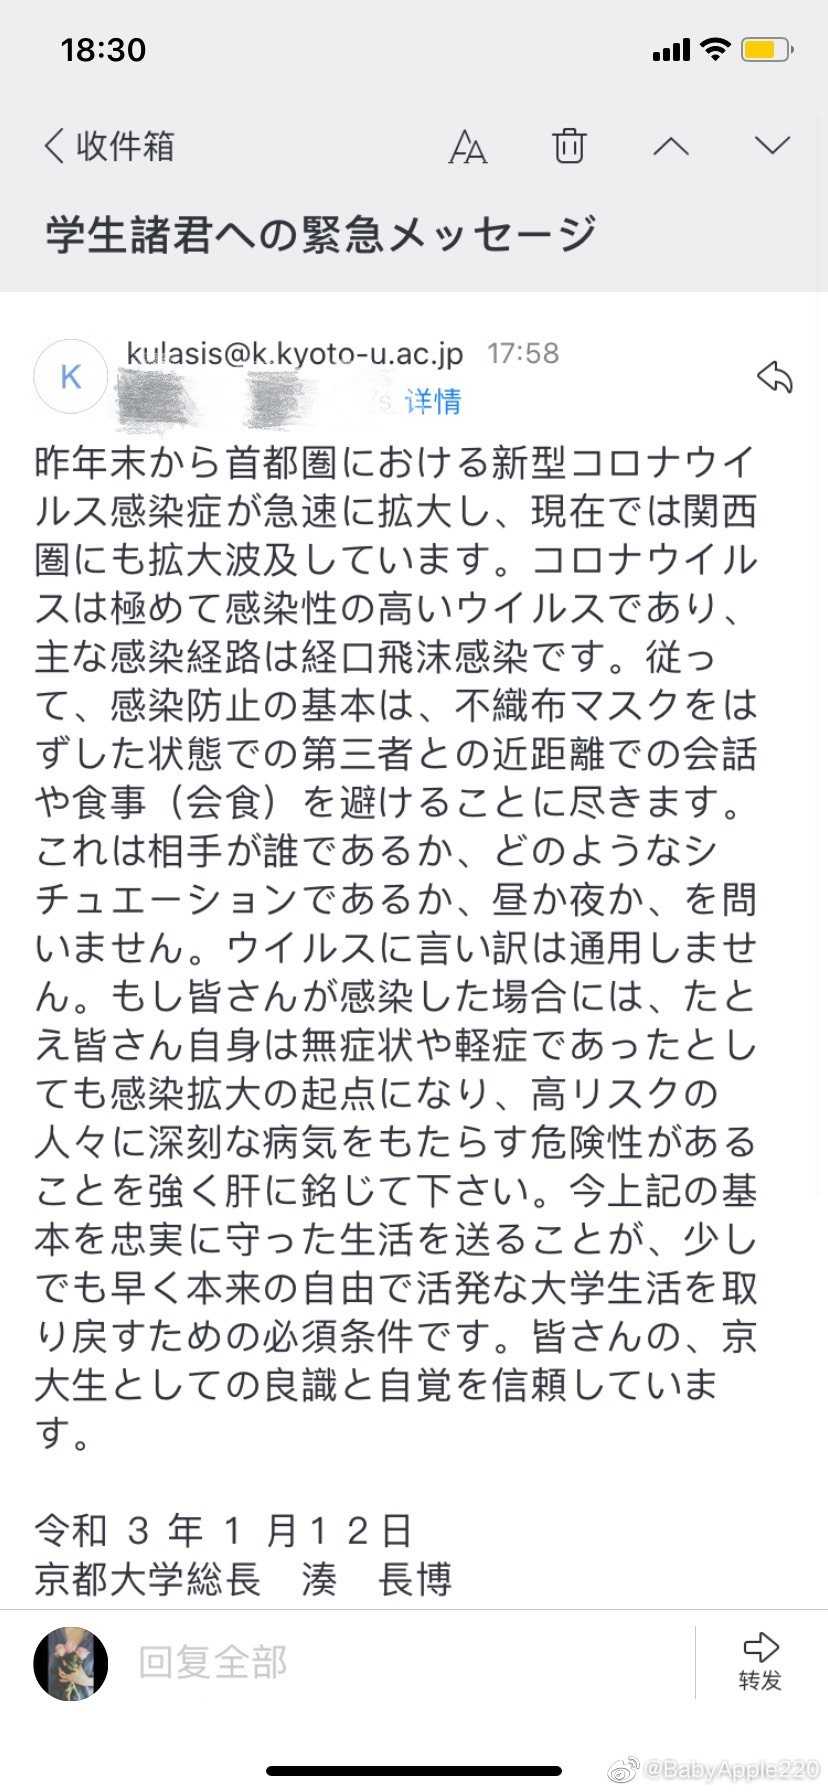 18:30
收件箱
学生諸君への緊急メッセージ
K
kulasis@k.kyoto-u.ac.jp 17:58
's 详情
昨年末から首都圏における新型コロナウイ
ルス感染症が急速に拡大し、現在では関西
圏にも拡大波及しています。コロナウイル
スは極めて感染性の高いウイルスであり、
主な感染経路は経口飛沫感染です。従っ
て、感染防止の基本は、不織布マスクをは
ずした状態での第三者との近距離での会話
や食事（会食）を避けることに尽きます。
これは相手が誰であるか、どのようなシ
チュエーションであるか、昼か夜か、を問
いません。ウイルスに言い訳は通用しませ
ん。もし皆さんが感染した場合には、たと
え皆さん自身は無症状や軽症であったとし
ても感染拡大の起点になり、高リスクの
人々に深刻な病気をもたらす危険性がある
ことを強く肝に銘じて下さい。今上記の基
本を忠実に守った生活を送ることが、少し
でも早く本来の自由で活発な大学生活を取
り戻すための必須条件です。皆さんの、京
大生としての良識と自覚を信頼していま
す。
令和 3 年 1 月1 2日
京都大学総長　湊　長博
回复全部
转发
@BabyApple220